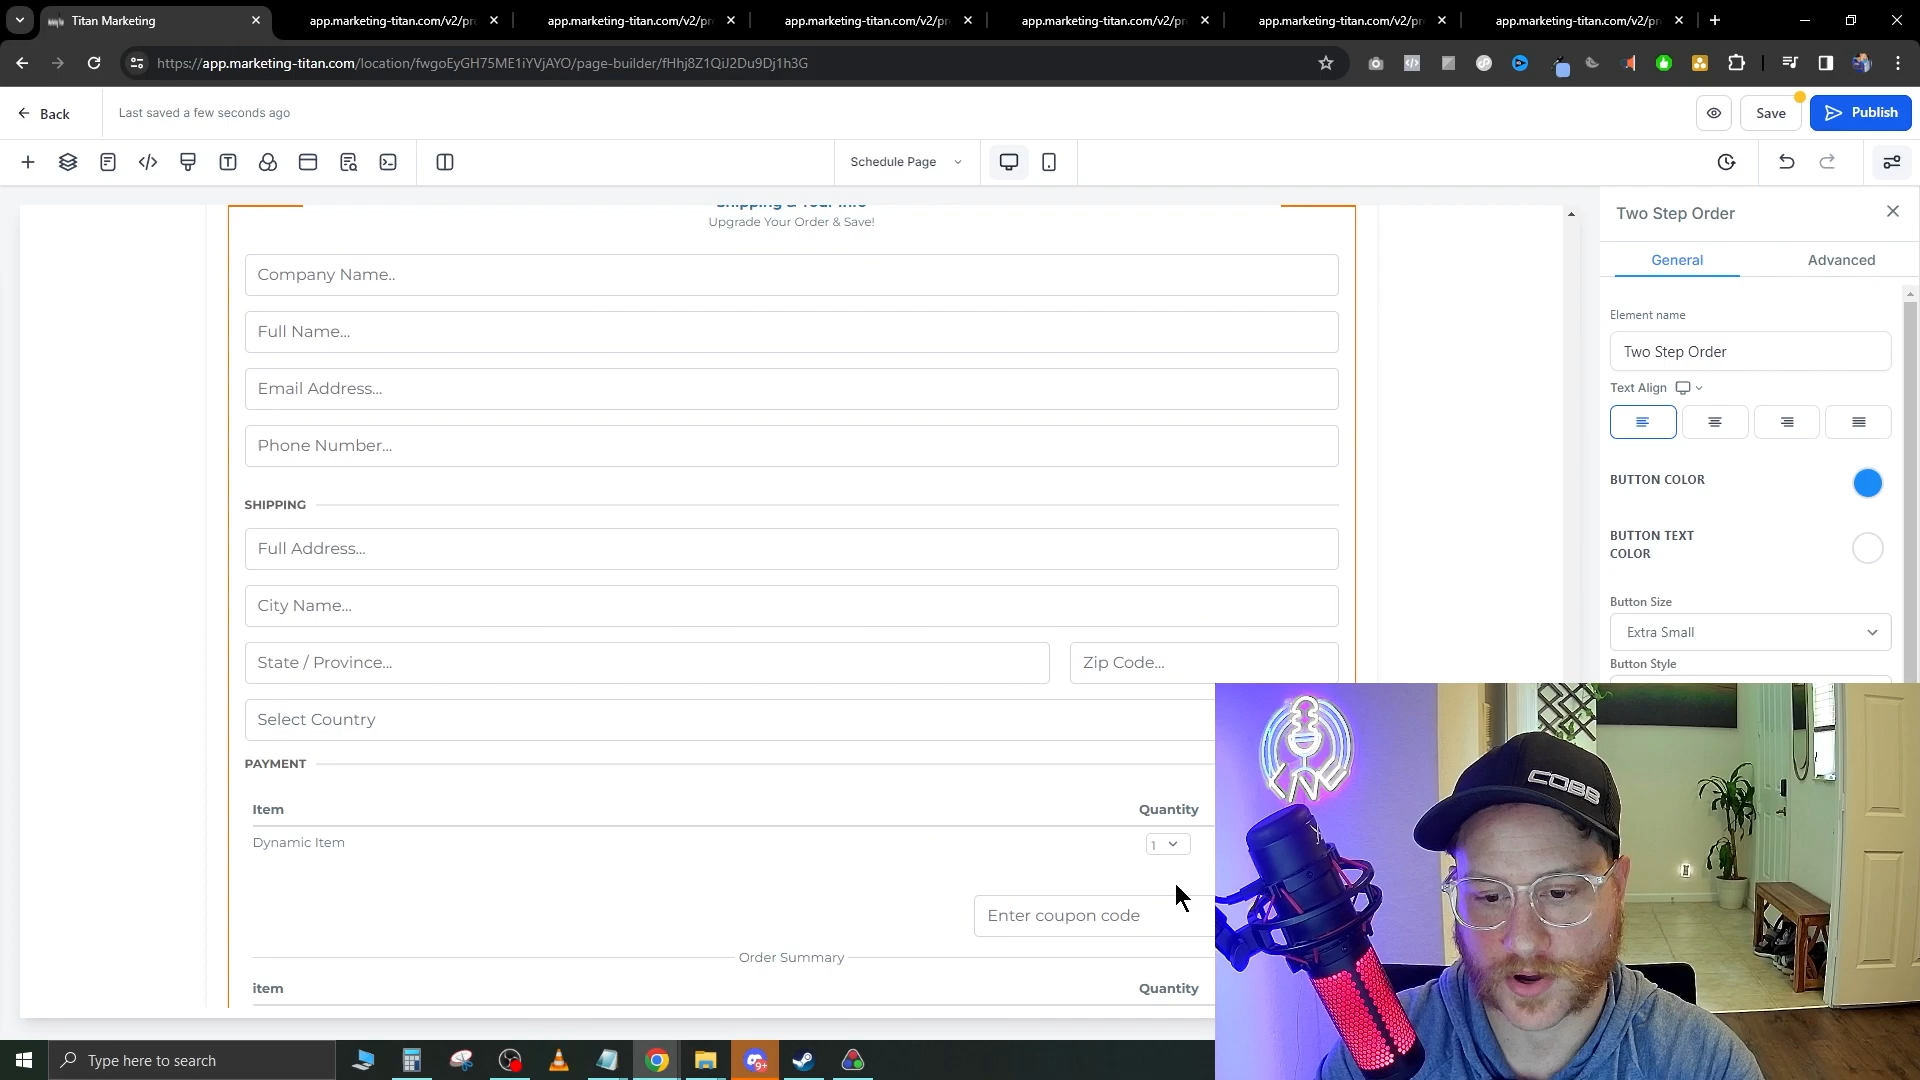 Titan Marketing
app.marketing-titan.com/v2/pr
app.marketing-titan.com/v2/pr
app.marketing-titan.com/v2/pr
app.marketing-titan.com/v2/pr
app.marketing-titan.com/v2/pr
app.marketing-titan.com/v2/pr
https://app.marketing-titan.com/location/fwgoEyGH75ME1iYVjAYO/page-builder/fHhj8Z1QiJ2Du9Dj1h3G
Back
Last saved a few seconds ago
Save
Publish
Schedule Page
Shipping & Your Info
Upgrade Your Order & Save!
Company Name..
Full Name...
Email Address...
Phone Number...
SHIPPING
Full Address...
City Name...
State / Province...
Zip Code...
Select Country
PAYMENT
Item
Quantity
Dynamic Item
1
Enter coupon code
Order Summary
item
Quantity
Two Step Order
General
Advanced
Element name
Two Step Order
Text Align
BUTTON COLOR
BUTTON TEXT
COLOR
Button Size
Extra Small
Button Style
COBB
Type here to search
9+